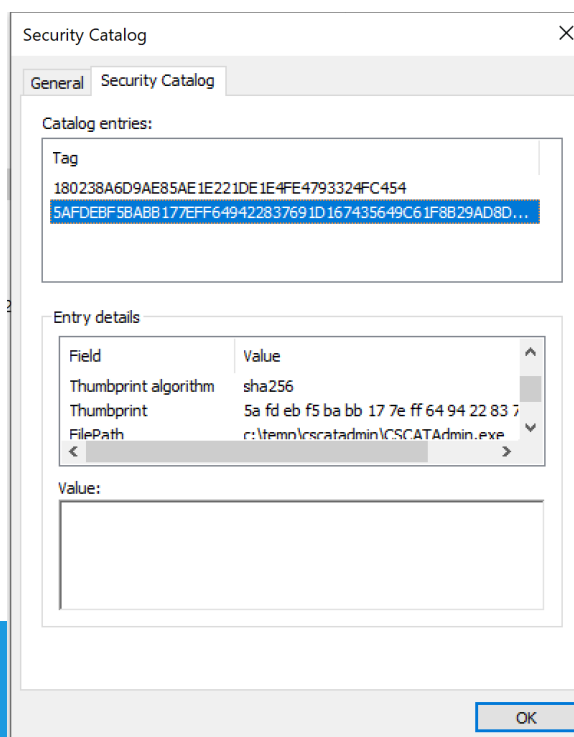 Security Catalog
General Security Catalog
Catalog entries:
Tag
180238A6D9AE85AE1E221DE1E4FE4793324FC454
5AFDEBF5BABB177EFF649422837691D167435649C61F8B29AD8D...
Entry details
Field Value
Thumbprint algorithm sha256
Thumbprint 5a fd eb f5 ba bb 17 7e ff 64 94 22 83 7
FilePath c:\temp\cscatadmin\CSCATAdmin.exe
Value:
OK